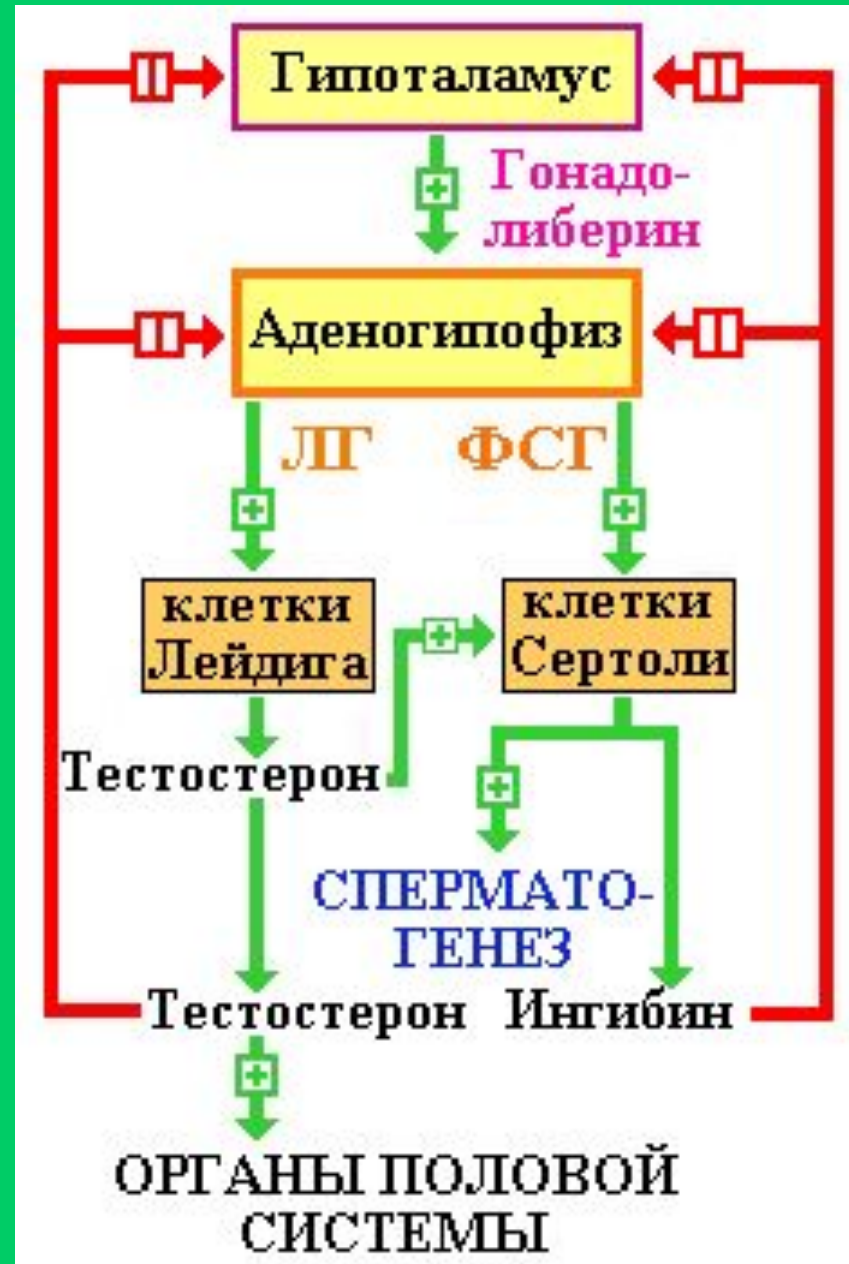 Гипоталамус
Гонадо-
либерин
Аденогипофиз
ЛГ ФСГ
клетки
Лейдига
клетки
Сертоли
Тестостерон
СПЕРМАТО-
ГЕНЕЗ
Тестостерон Ингибин
ОРГАНЫ ПОЛОВОЙ
СИСТЕМЫ